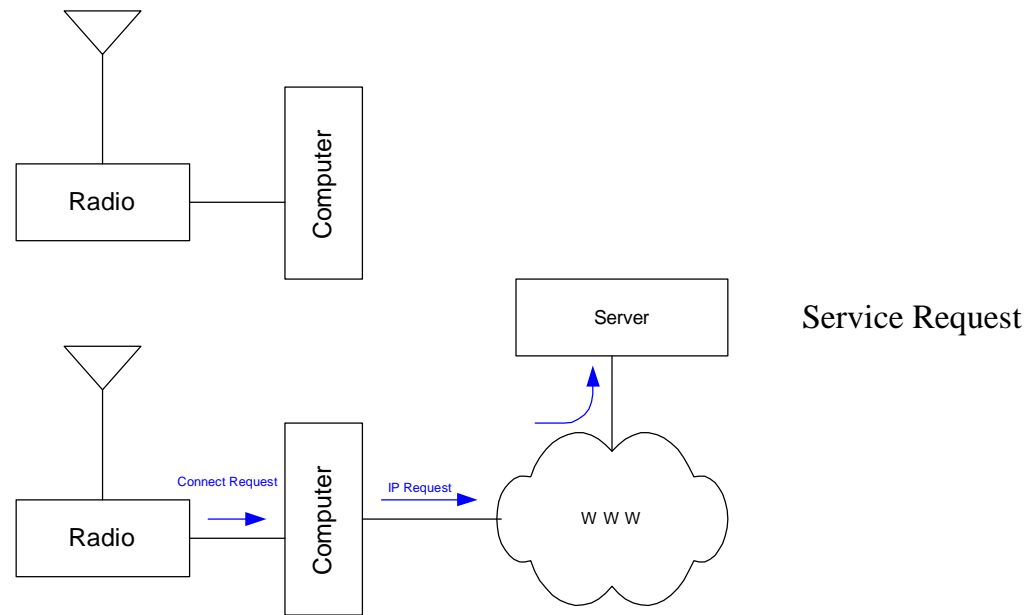 Computer
Radio
Server
Service Request
Connect Request
IP Request
W W W
Computer
Radio